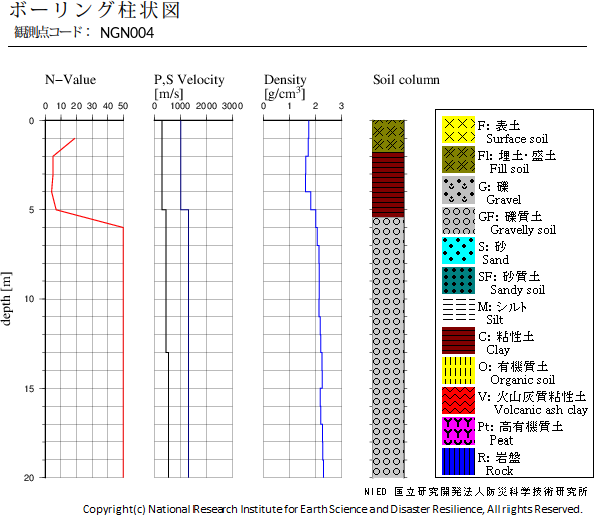 ボーリング柱状図
観測点コード： NGN004
N−Value
0 10 20 30 40 50
P,S Velocity
[m/s]
0 1000 2000 3000
Density
[g/cm³]
0 1 2 3
Soil column
depth [m]
0
5
10
15
20
F: 表土
Surface soil
Fl: 埋土・盛土
Fill soil
G: 礫
Gravel
GF: 礫質土
Gravelly soil
S: 砂
Sand
SF: 砂質土
Sandy soil
M: シルト
Silt
C: 粘性土
Clay
O: 有機質土
Organic soil
V: 火山灰質粘性土
Volcanic ash clay
Pt: 高有機質土
Peat
R: 岩盤
Rock
NIED 国立研究開発法人防災科学技術研究所
Copyright(c) National Research Institute for Earth Science and Disaster Resilience, All rights Reserved.